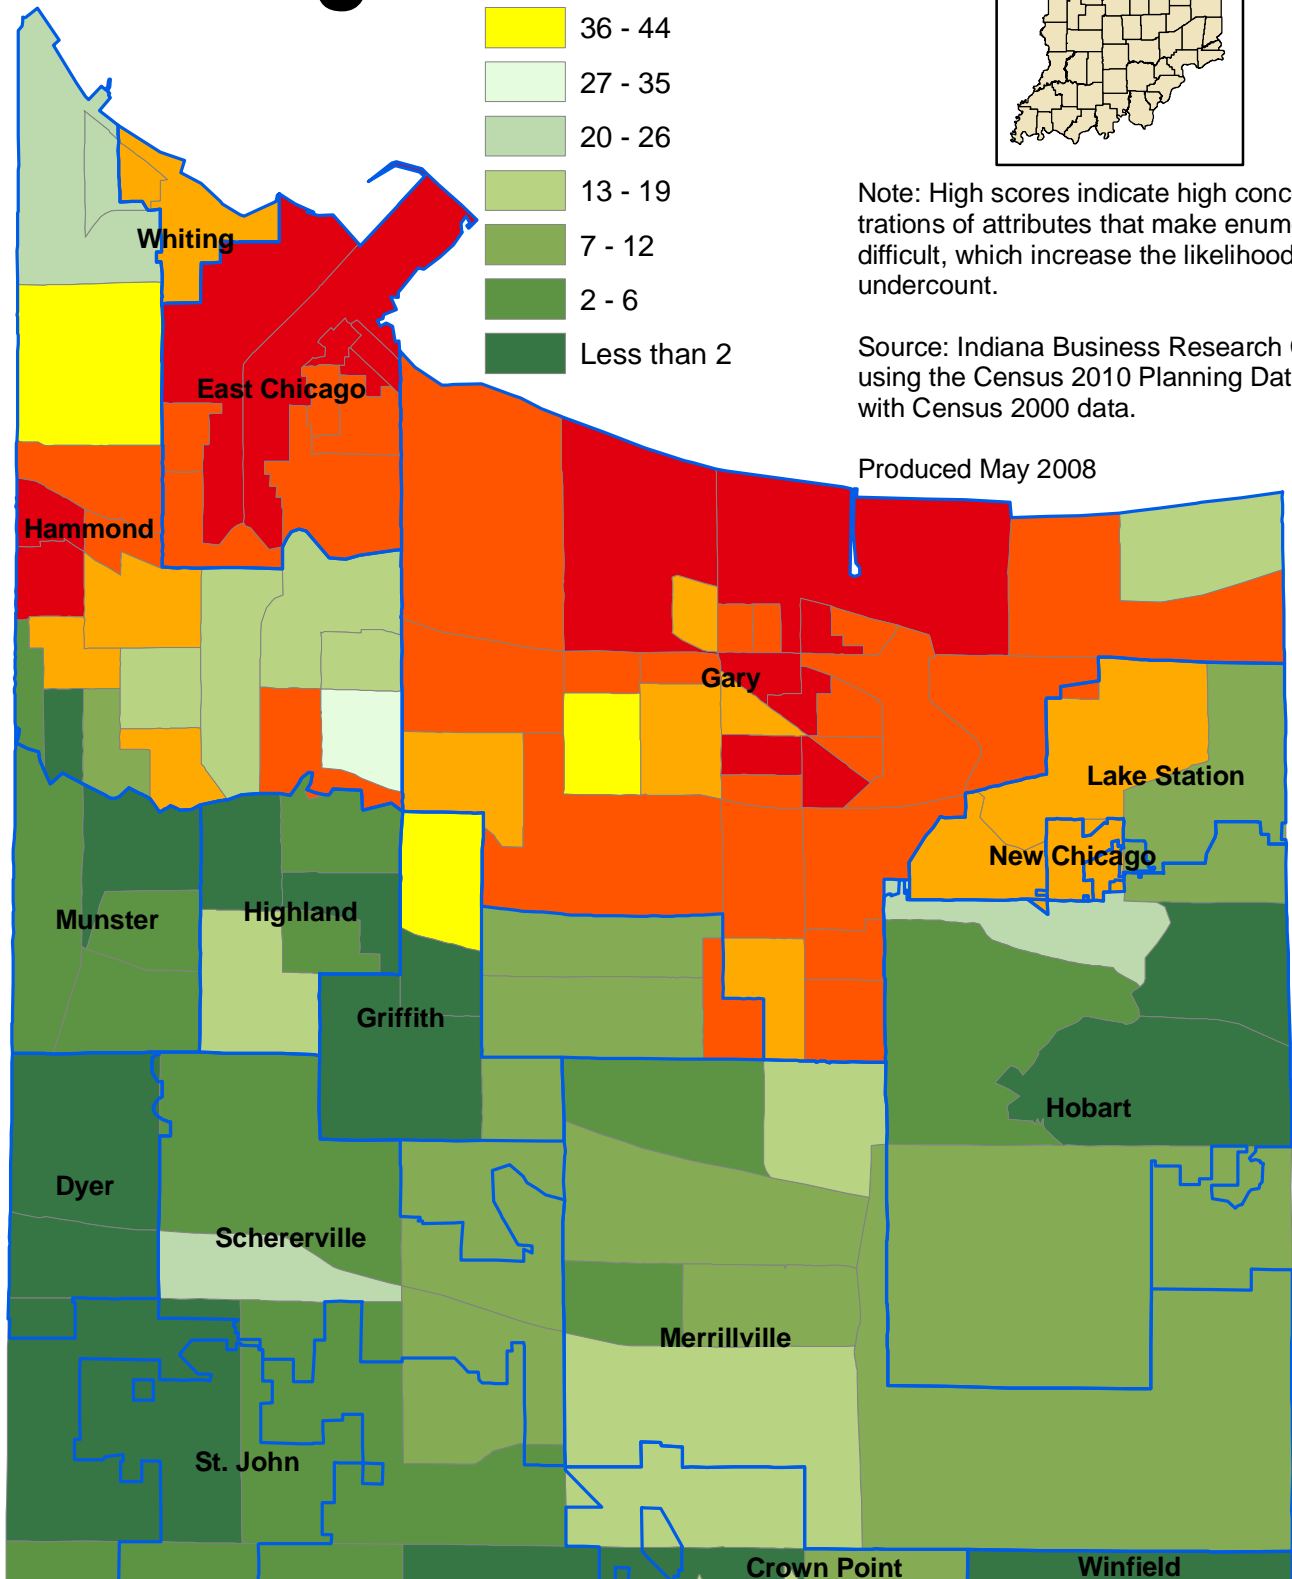 36 - 44
27 - 35
20 - 26
13 - 19
7 - 12
2 - 6
Less than 2
Note: High scores indicate high conc
trations of attributes that make enum
difficult, which increase the likelihood
undercount.
Source: Indiana Business Research
using the Census 2010 Planning Dat
with Census 2000 data.
Produced May 2008
Whiting
East Chicago
Hammond
Gary
Lake Station
New Chicago
Munster
Highland
Griffith
Hobart
Dyer
Schererville
Merrillville
St. John
Crown Point
Winfield